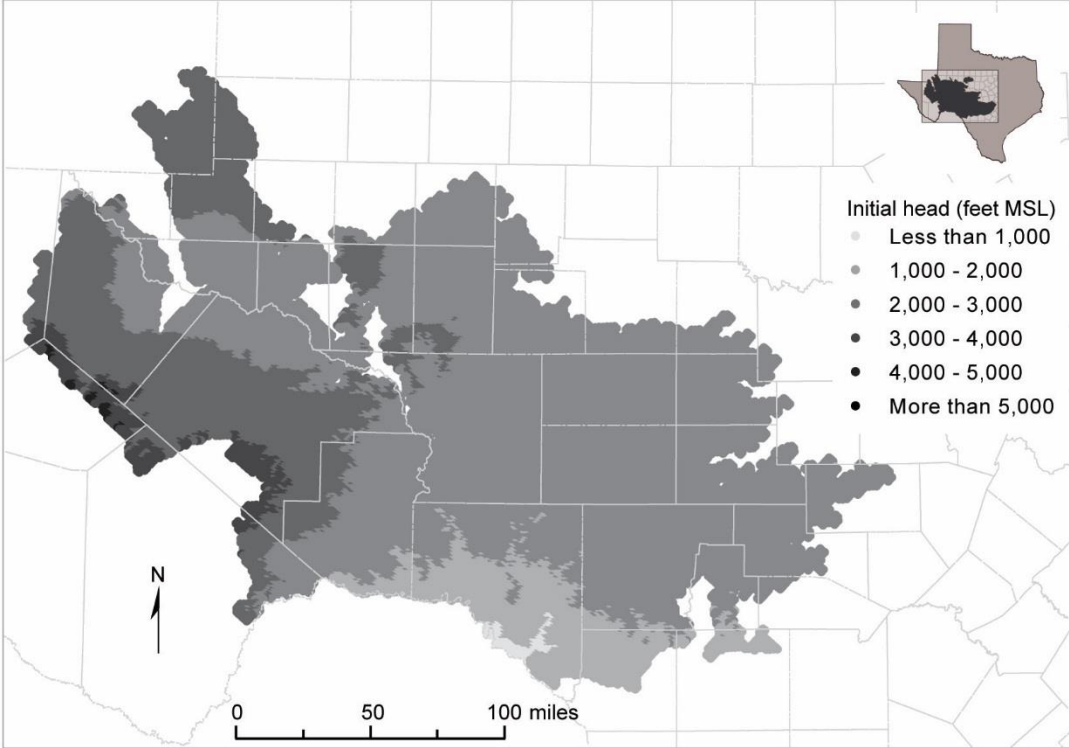 Initial head (feet MSL)
Less than 1,000
1,000 - 2,000
2,000 - 3,000
3,000 - 4,000
4,000 - 5,000
More than 5,000
N
0 50 100 miles